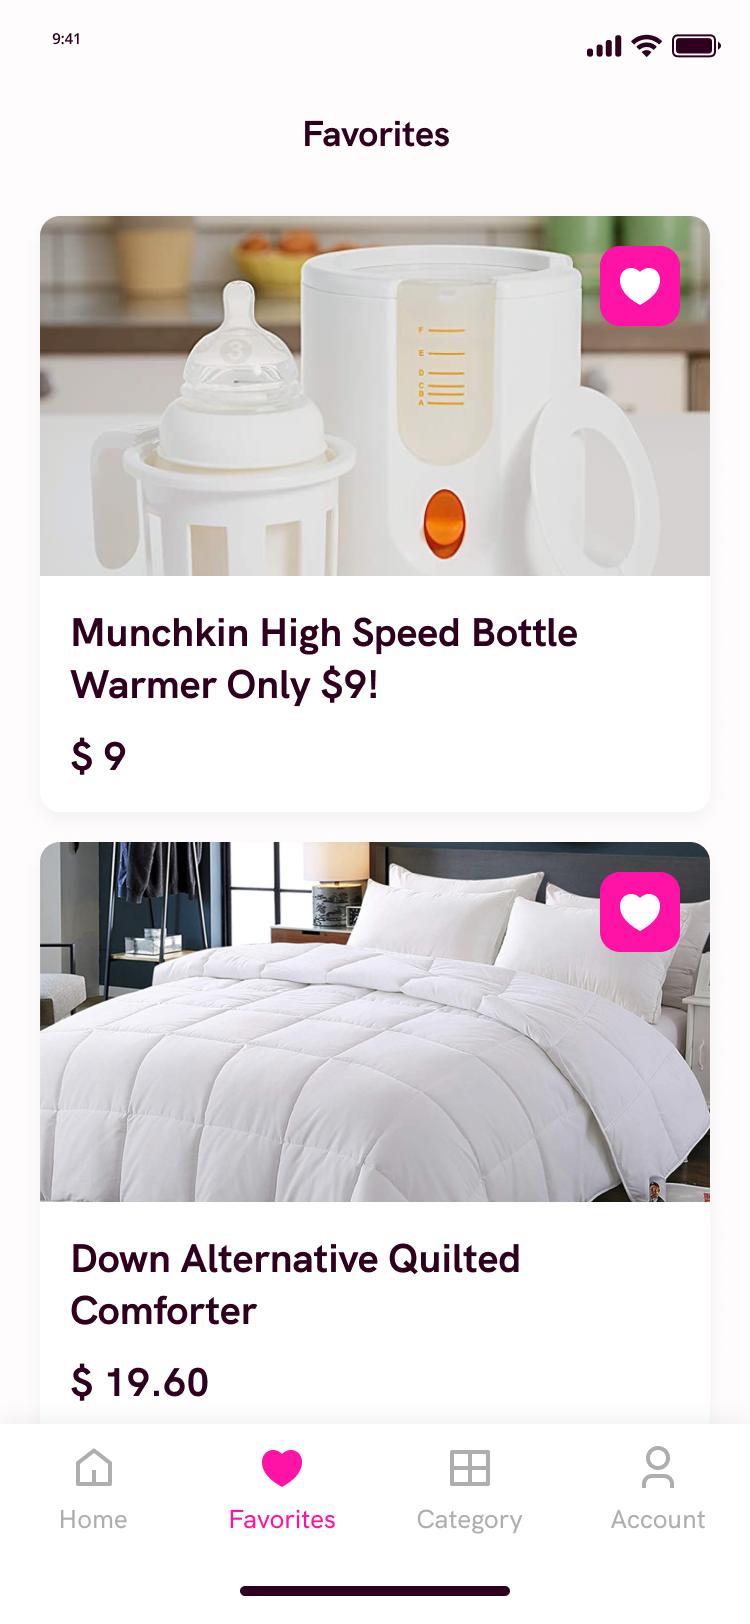 9:41
Favorites
3
F
E
D
C
B
A
Munchkin High Speed Bottle
Warmer Only $9!
$ 9
Down Alternative Quilted
Comforter
$ 19.60
Home
Favorites
Category
Account